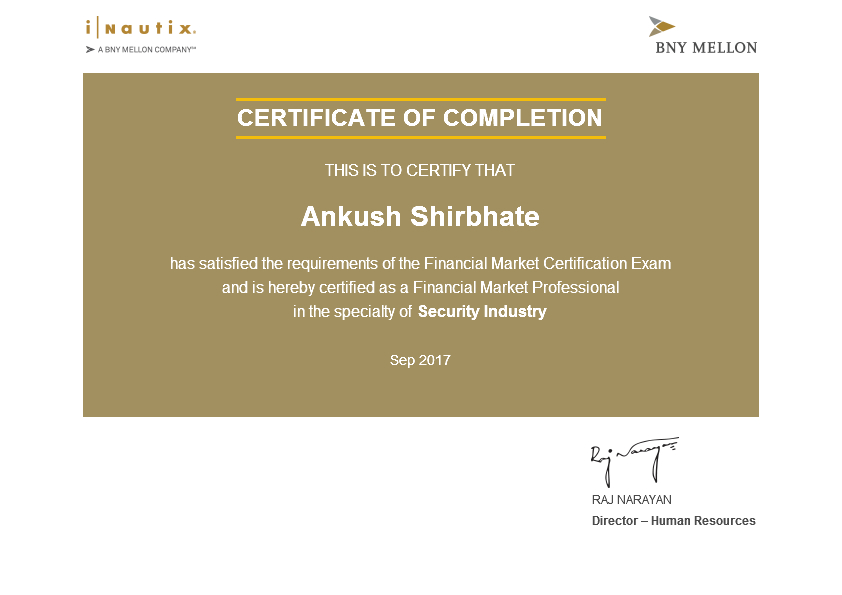 i|nautix.
A BNY MELLON COMPANY℠
BNY MELLON
CERTIFICATE OF COMPLETION
THIS IS TO CERTIFY THAT
Ankush Shirbhate
has satisfied the requirements of the Financial Market Certification Exam
and is hereby certified as a Financial Market Professional
in the specialty of Security Industry
Sep 2017
Raj Narayan
RAJ NARAYAN
Director – Human Resources